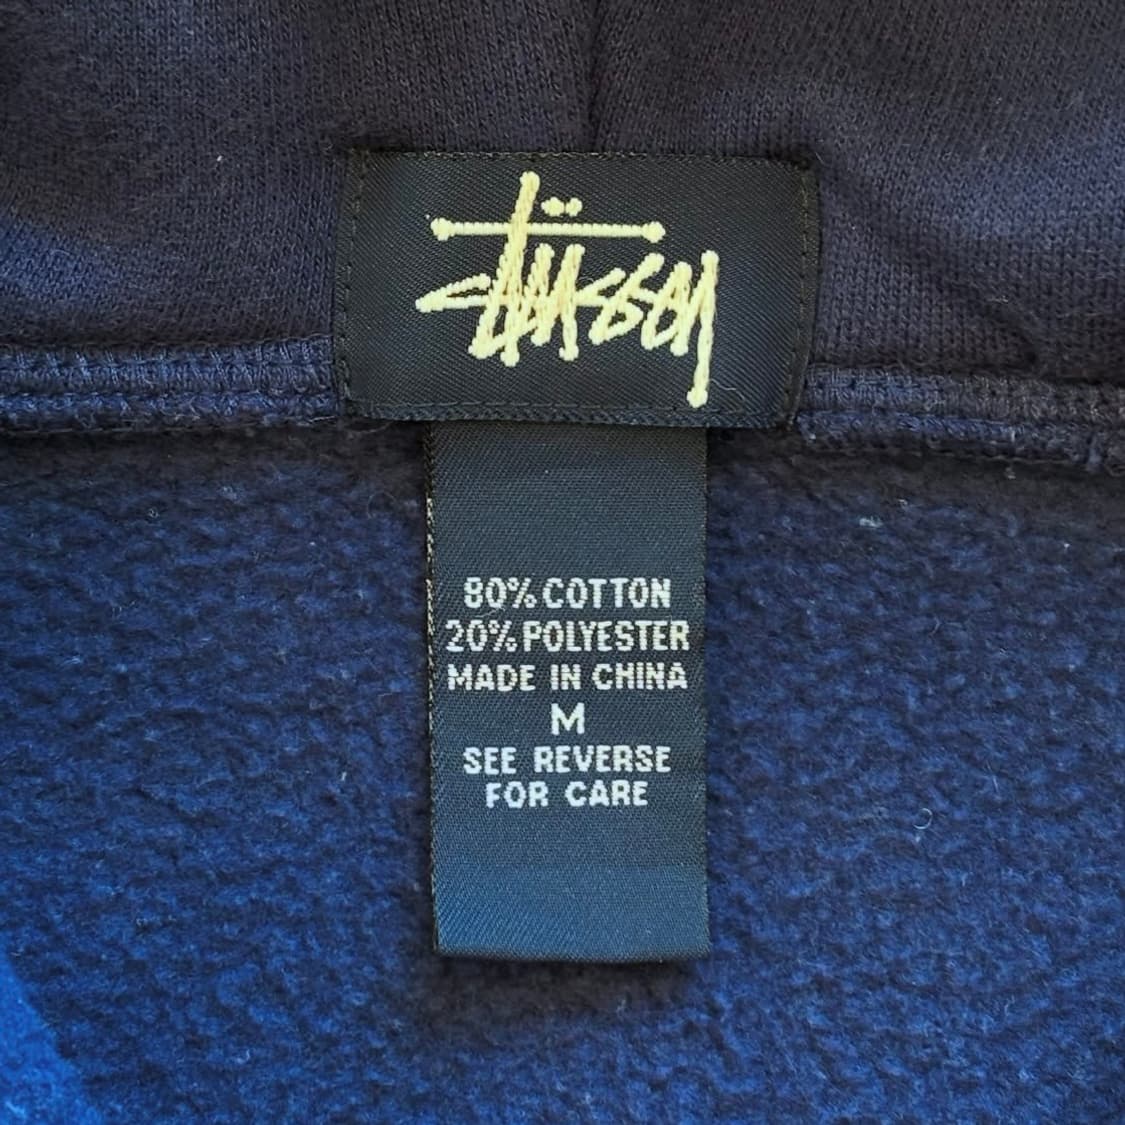 Stüssy
80% COTTON
20% POLYESTER
MADE IN CHINA
M
SEE REVERSE
FOR CARE